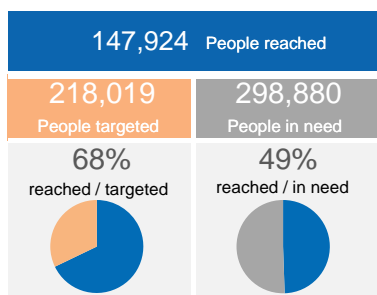 147,924 People reached
218,019
People targeted
298,880
People in need
68%
reached / targeted
49%
reached / in need